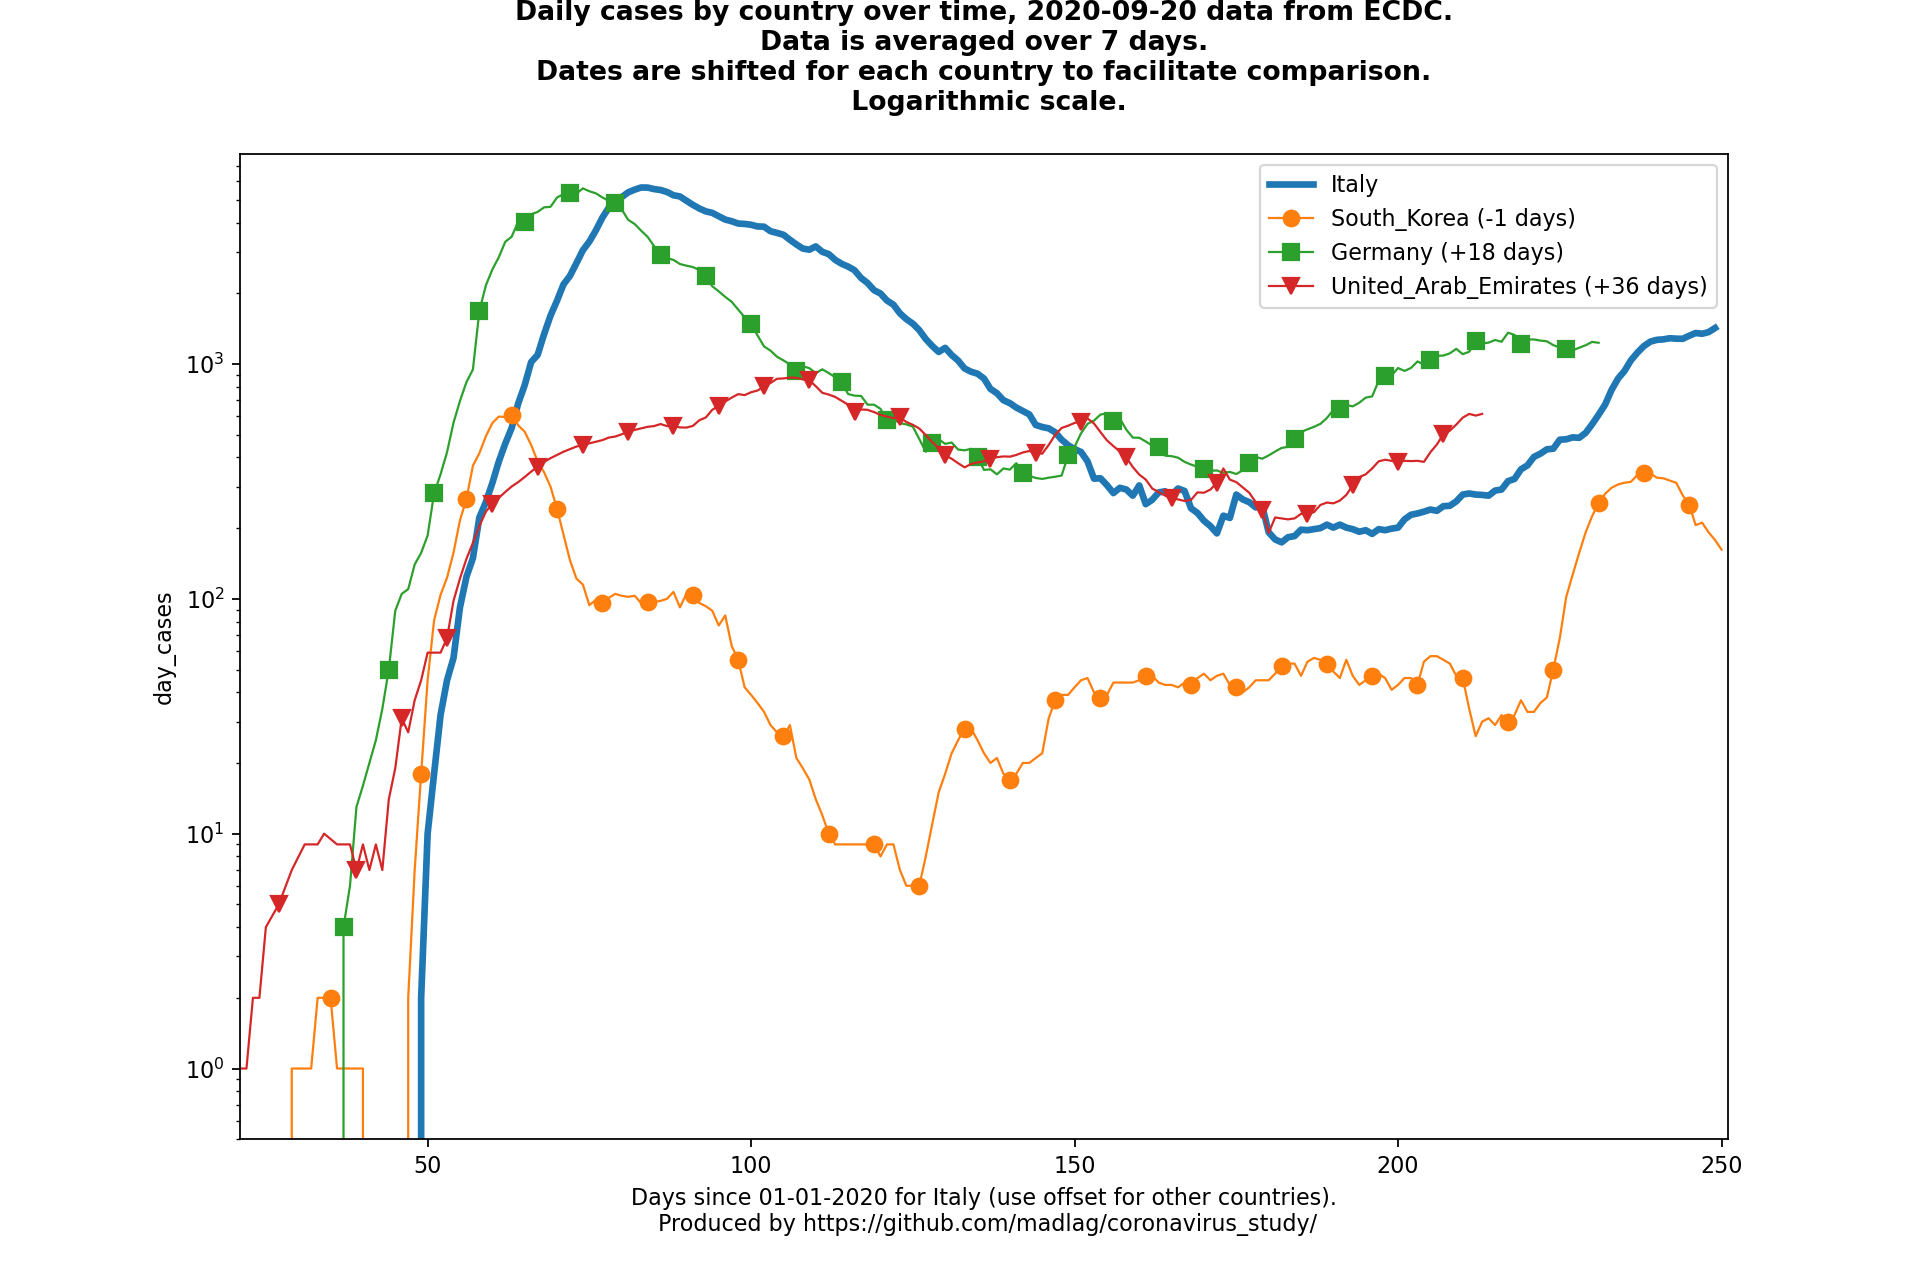 Daily cases by country over time, 2020-09-20 data from ECDC.
Data is averaged over 7 days.
Dates are shifted for each country to facilitate comparison.
Logarithmic scale.
Italy
South_Korea (-1 days)
Germany (+18 days)
United_Arab_Emirates (+36 days)
day_cases
10³
10²
10¹
10⁰
50 100 150 200 250
Days since 01-01-2020 for Italy (use offset for other countries).
Produced by https://github.com/madlag/coronavirus_study/